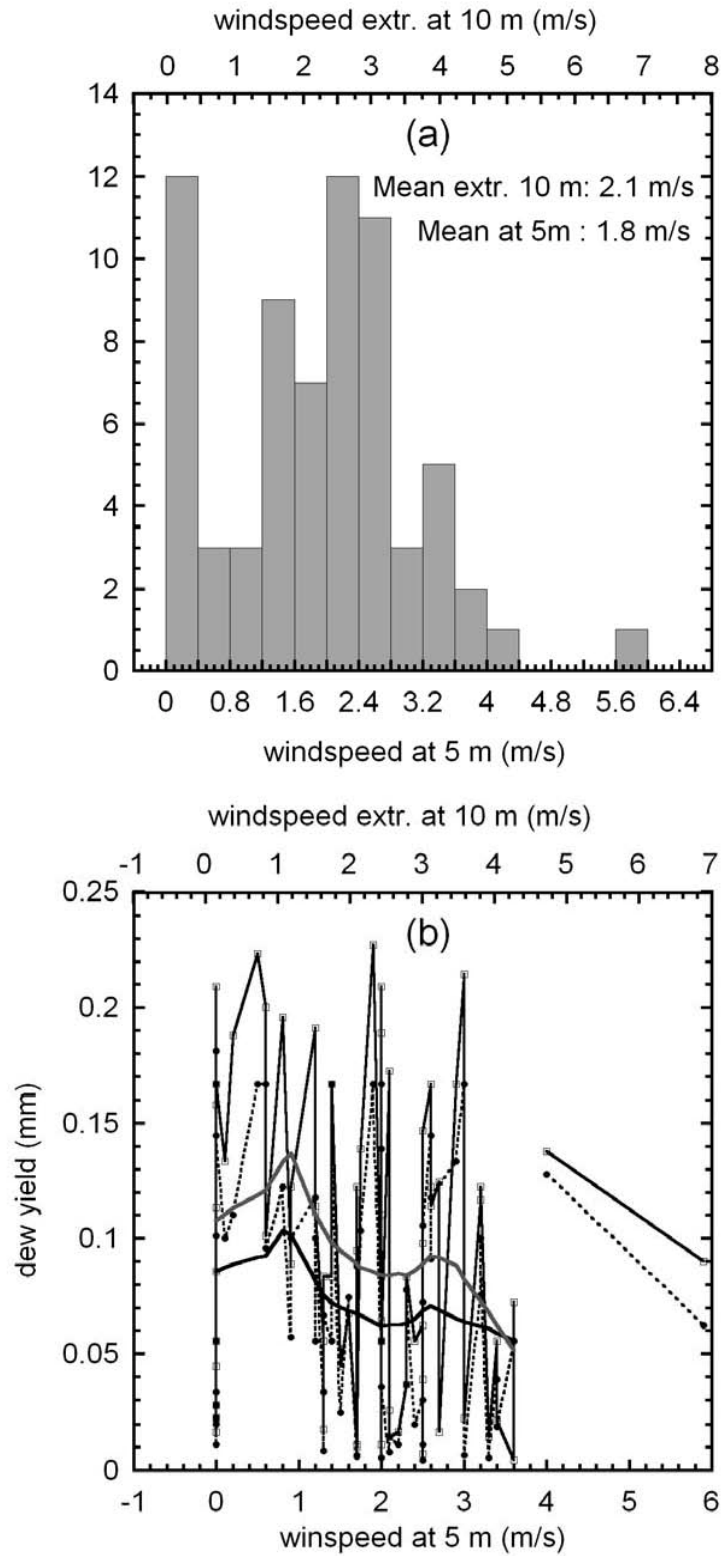 windspeed extr. at 10 m (m/s)
0 1 2 3 4 5 6 7 8
14
(a)
Mean extr. 10 m: 2.1 m/s
12
Mean at 5m : 1.8 m/s
10
8
6
4
2
0
0 0.8 1.6 2.4 3.2 4 4.8 5.6 6.4
windspeed at 5 m (m/s)
windspeed extr. at 10 m (m/s)
-1 0 1 2 3 4 5 6 7
0.25
(b)
0.2
0.15
dew yield (mm)
0.1
0.05
0
-1 0 1 2 3 4 5 6
winspeed at 5 m (m/s)